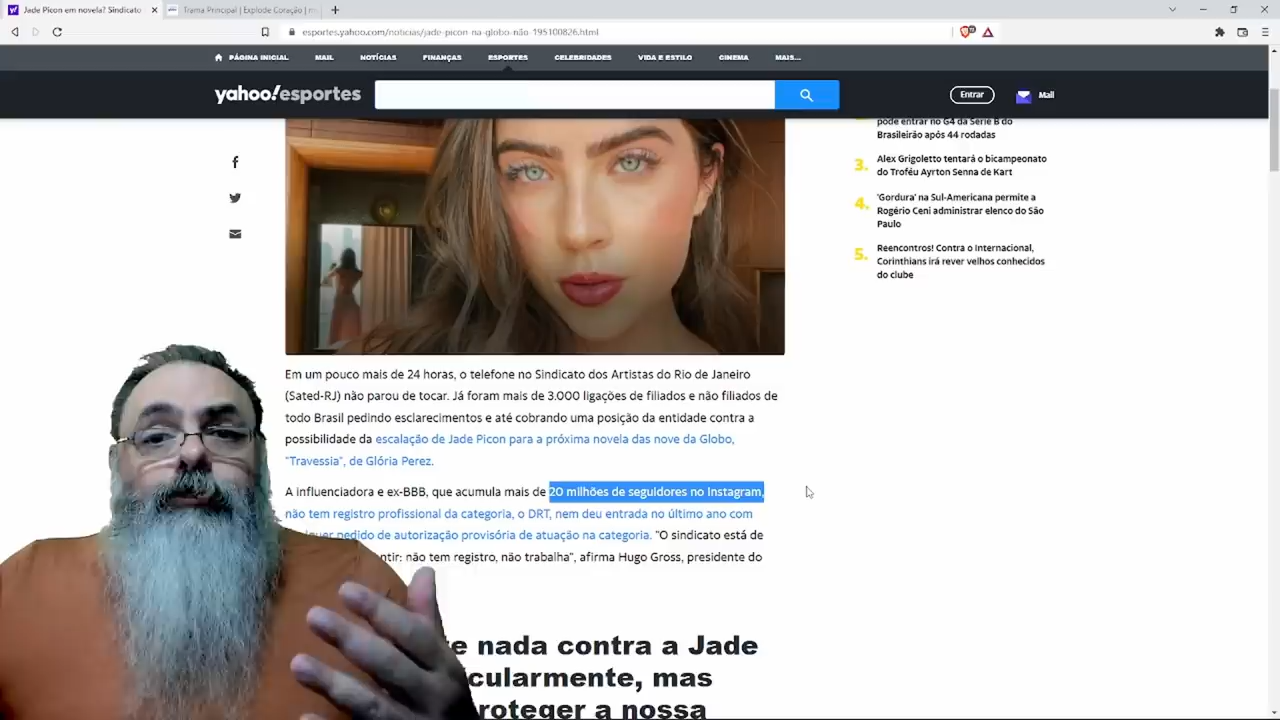 Jade Picon em novela? Sindicato
Trama Principal | Explode Coração |
esportes.yahoo.com/noticias/jade-picon-na-globo-não-195100826.html
PÁGINA INICIAL MAIL NOTÍCIAS FINANÇAS ESPORTES CELEBRIDADES VIDA E ESTILO CINEMA MAIS...
yahoo!esportes
Entrar
Mail
pode entrar no G4 da Série B do
Brasileirão após 44 rodadas
3. Alex Grigoletto tentará o bicampeonato
do Troféu Ayrton Senna de Kart
4. 'Gordura' na Sul-Americana permite a
Rogério Ceni administrar elenco do São
Paulo
5. Reencontros! Contra o Internacional,
Corinthians irá rever velhos conhecidos
do clube
Em um pouco mais de 24 horas, o telefone no Sindicato dos Artistas do Rio de Janeiro
(Sated-RJ) não parou de tocar. Já foram mais de 3.000 ligações de filiados e não filiados de
todo Brasil pedindo esclarecimentos e até cobrando uma posição da entidade contra a
possibilidade da escalação de Jade Picon para a próxima novela das nove da Globo,
"Travessia", de Glória Perez.
A influenciadora e ex-BBB, que acumula mais de 20 milhões de seguidores no Instagram,
não tem registro profissional da categoria, o DRT, nem deu entrada no último ano com
pedido de autorização provisória de atuação na categoria. "O sindicato está de
não tem registro, não trabalha", afirma Hugo Gross, presidente do
nada contra a Jade
mas
a nossa